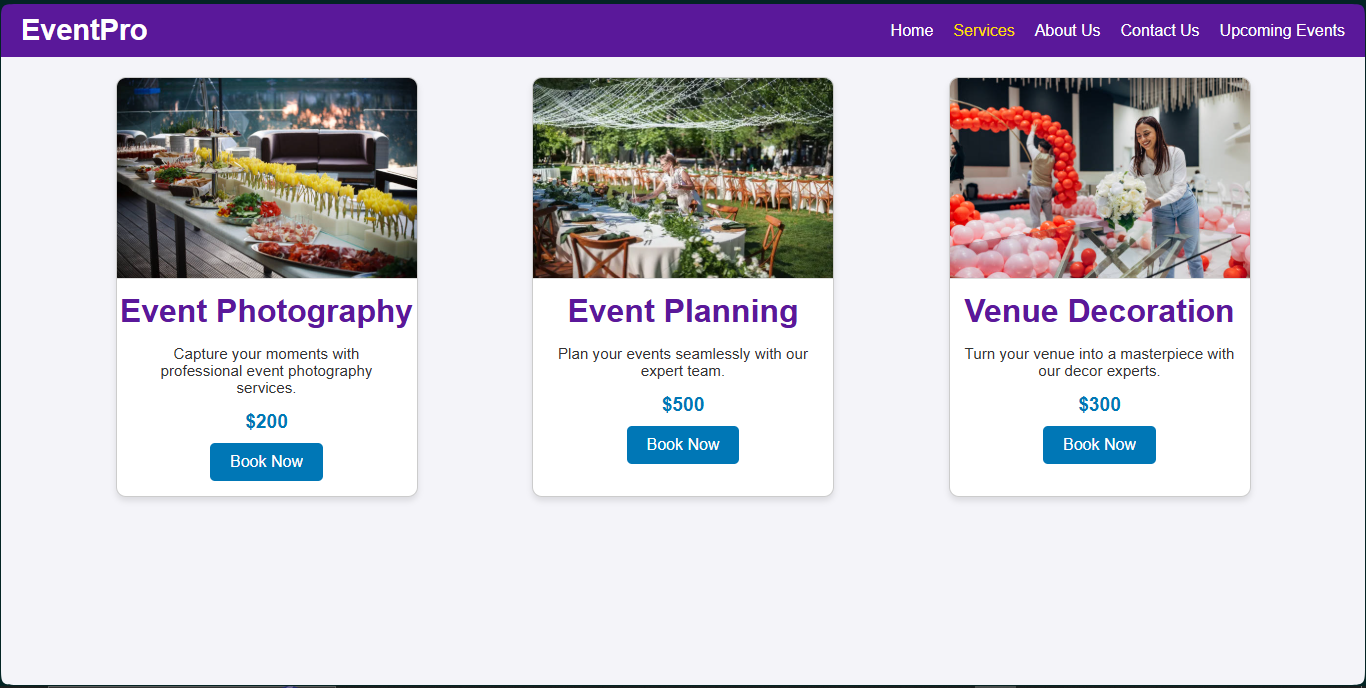 EventPro
Home Services About Us Contact Us Upcoming Events
Event Photography
Capture your moments with
professional event photography
services.
$200
Book Now
Event Planning
Plan your events seamlessly with our
expert team.
$500
Book Now
Venue Decoration
Turn your venue into a masterpiece with
our decor experts.
$300
Book Now